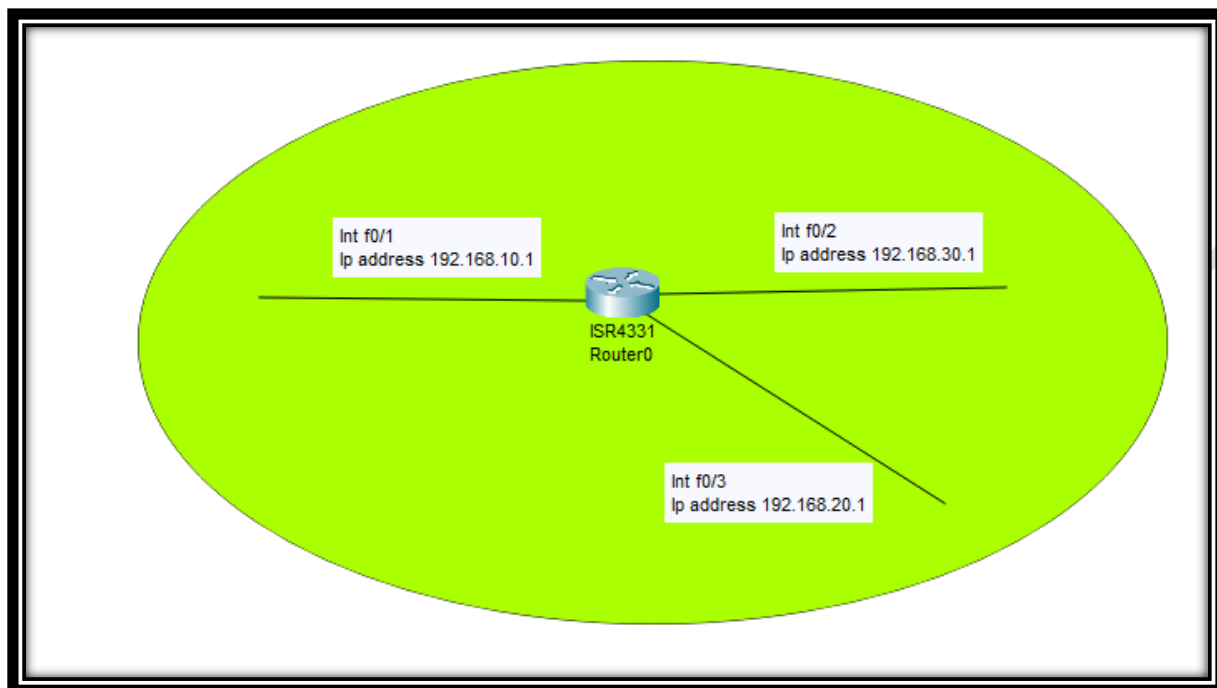 Int f0/1
Ip address 192.168.10.1
Int f0/2
Ip address 192.168.30.1
ISR4331
Router0
Int f0/3
Ip address 192.168.20.1